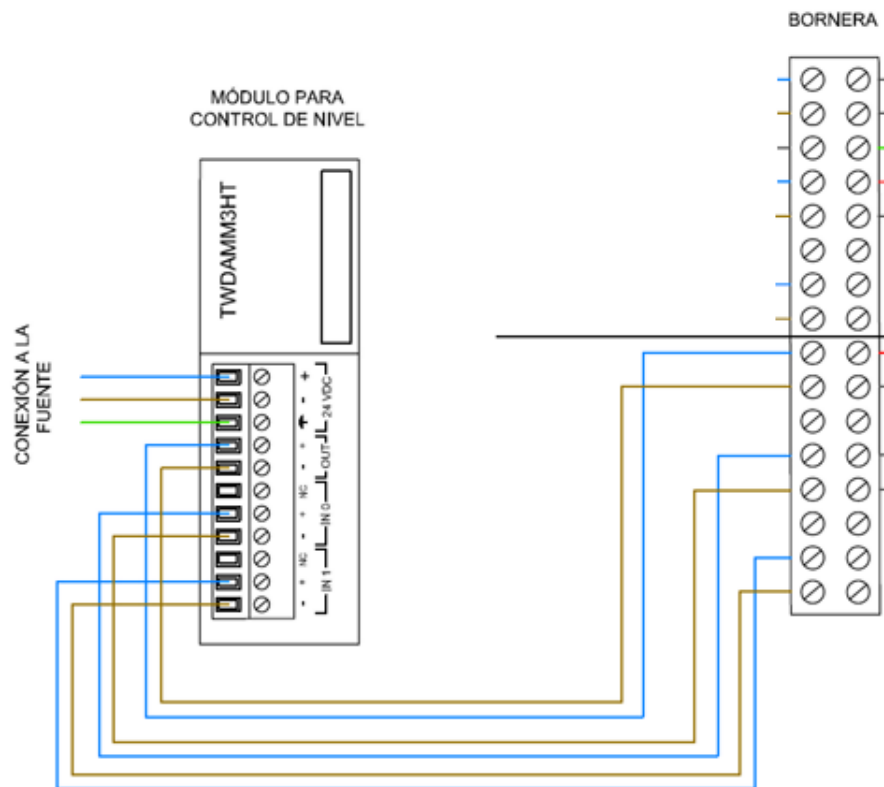 BORNERA
MÓDULO PARA
CONTROL DE NIVEL
TWDAMM3HT
CONEXIÓN A LA
FUENTE
+
-
24 VDC
+
-
OUT
NC
+
-
IN 0
NC
+
-
IN 1